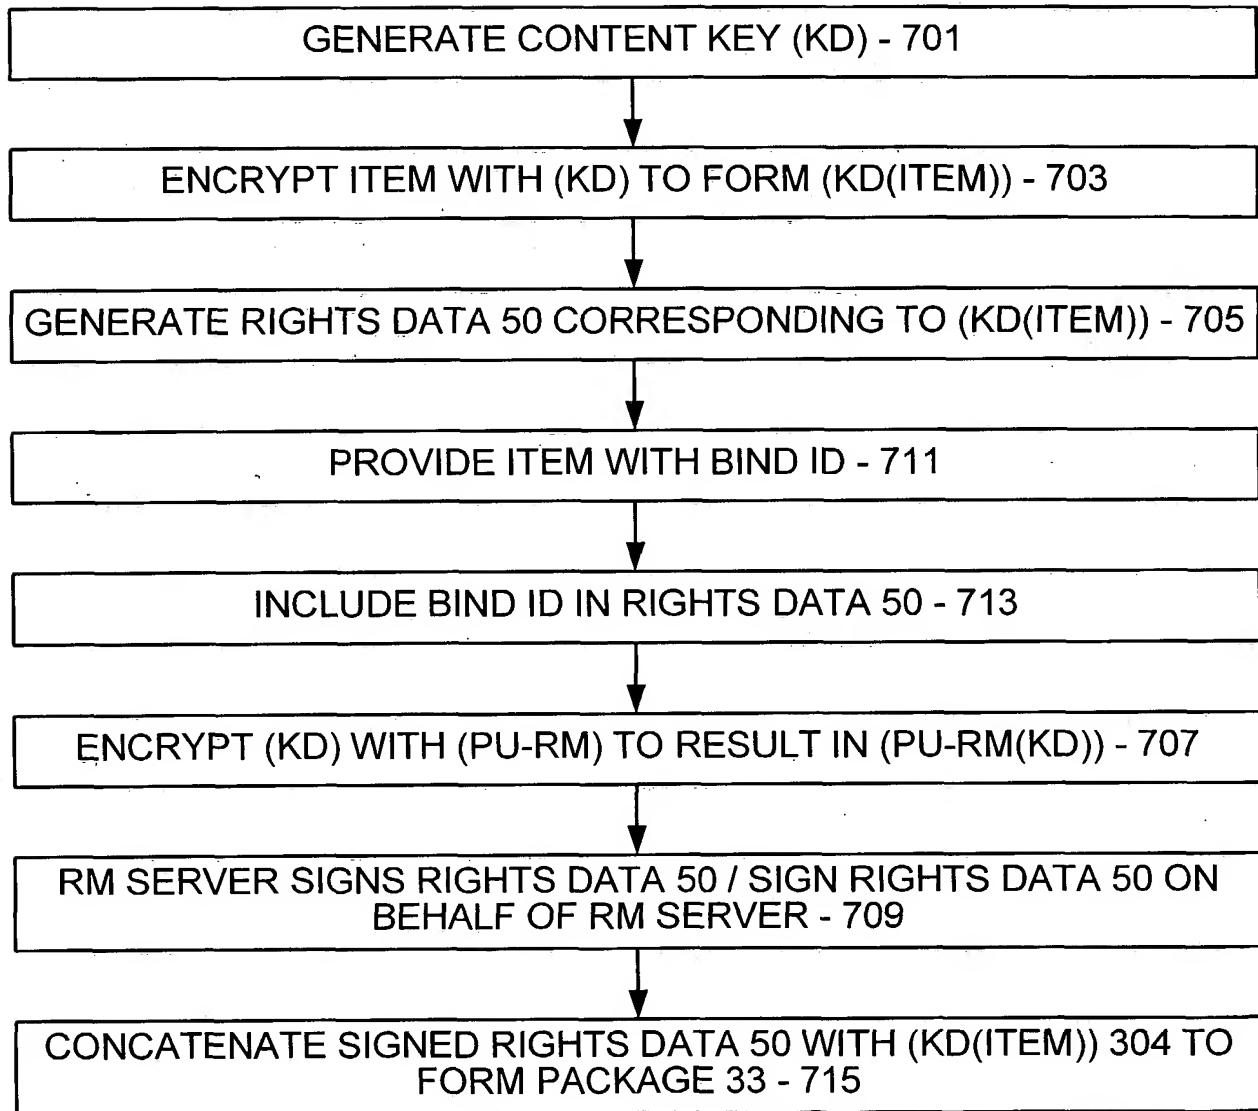 GENERATE CONTENT KEY (KD) - 701
ENCRYPT ITEM WITH (KD) TO FORM (KD(ITEM)) - 703
GENERATE RIGHTS DATA 50 CORRESPONDING TO (KD(ITEM)) - 705
PROVIDE ITEM WITH BIND ID - 711
INCLUDE BIND ID IN RIGHTS DATA 50 - 713
ENCRYPT (KD) WITH (PU-RM) TO RESULT IN (PU-RM(KD)) - 707
RM SERVER SIGNS RIGHTS DATA 50 / SIGN RIGHTS DATA 50 ON
BEHALF OF RM SERVER - 709
CONCATENATE SIGNED RIGHTS DATA 50 WITH (KD(ITEM)) 304 TO
FORM PACKAGE 33 - 715